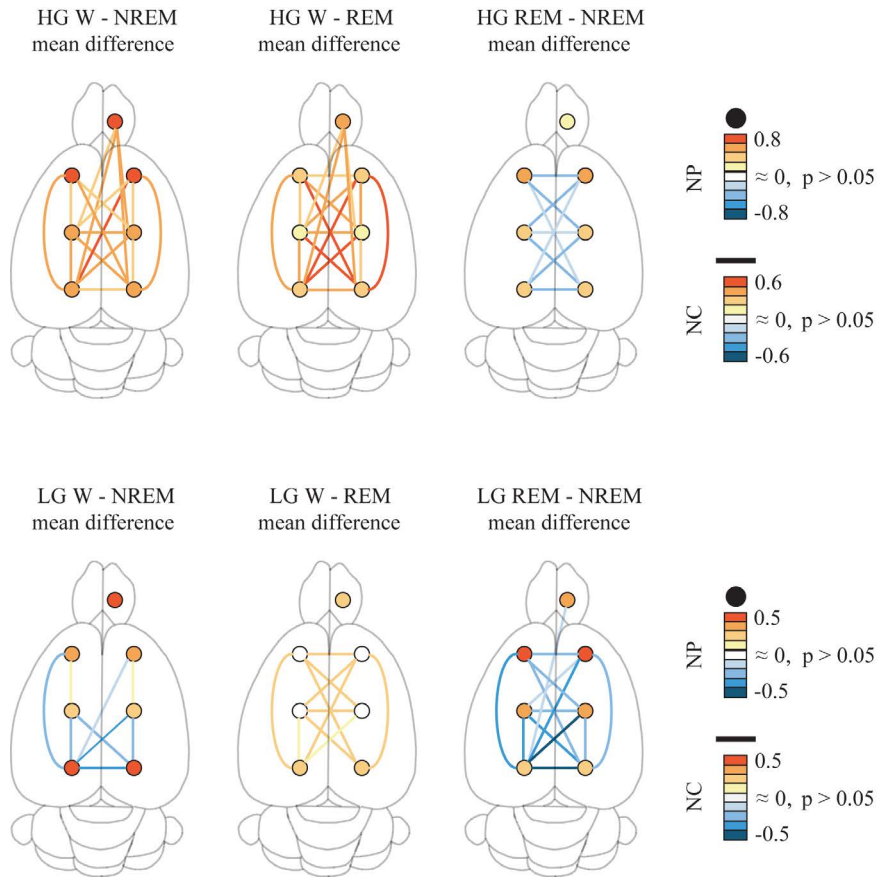 HG W - NREM
mean difference
HG W - REM
mean difference
HG REM - NREM
mean difference
NP
0.8
≈ 0, p > 0.05
-0.8
NC
0.6
≈ 0, p > 0.05
-0.6
LG W - NREM
mean difference
LG W - REM
mean difference
LG REM - NREM
mean difference
NP
0.5
≈ 0, p > 0.05
-0.5
NC
0.5
≈ 0, p > 0.05
-0.5